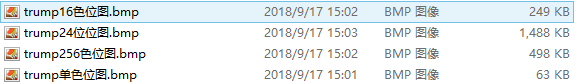 trump16色位图.bmp 2018/9/17 15:02 BMP 图像 249 KB
trump24位位图.bmp 2018/9/17 15:03 BMP 图像 1,488 KB
trump256色位图.bmp 2018/9/17 15:02 BMP 图像 498 KB
trump单色位图.bmp 2018/9/17 15:01 BMP 图像 63 KB